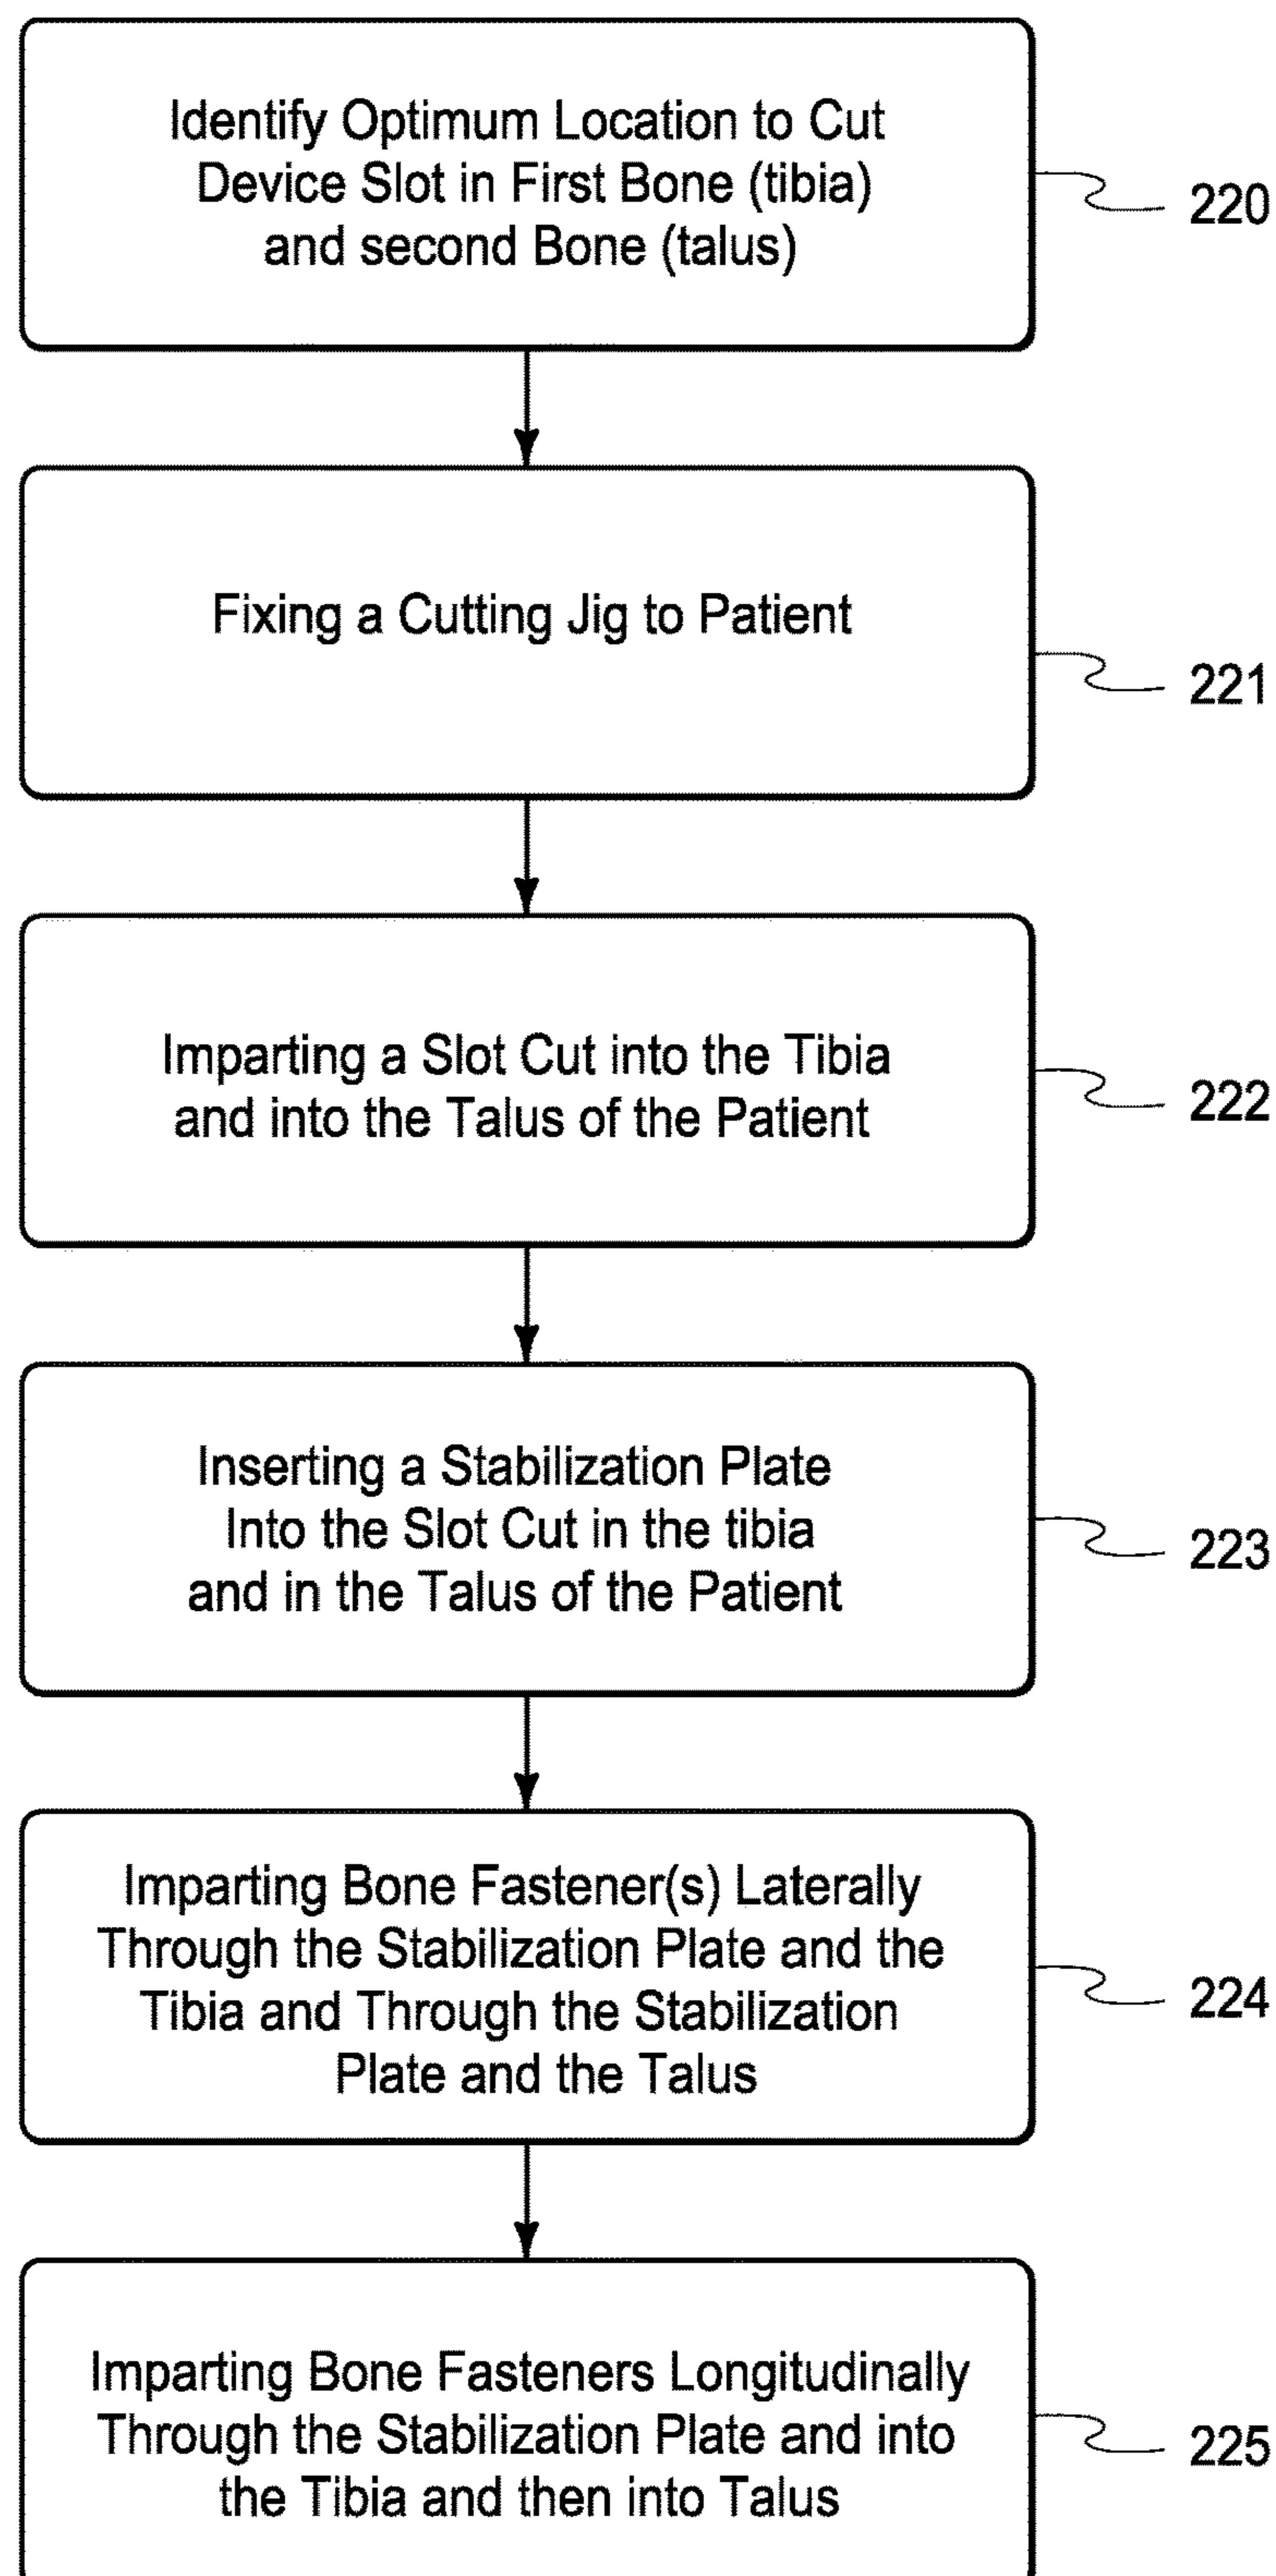 Identify Optimum Location to Cut
Device Slot in First Bone (tibia)
and second Bone (talus)
220
Fixing a Cutting Jig to Patient
221
Imparting a Slot Cut into the Tibia
and into the Talus of the Patient
222
Inserting a Stabilization Plate
Into the Slot Cut in the tibia
and in the Talus of the Patient
223
Imparting Bone Fastener(s) Laterally
Through the Stabilization Plate and the
Tibia and Through the Stabilization
Plate and the Talus
224
Imparting Bone Fasteners Longitudinally
Through the Stabilization Plate and into
the Tibia and then into Talus
225